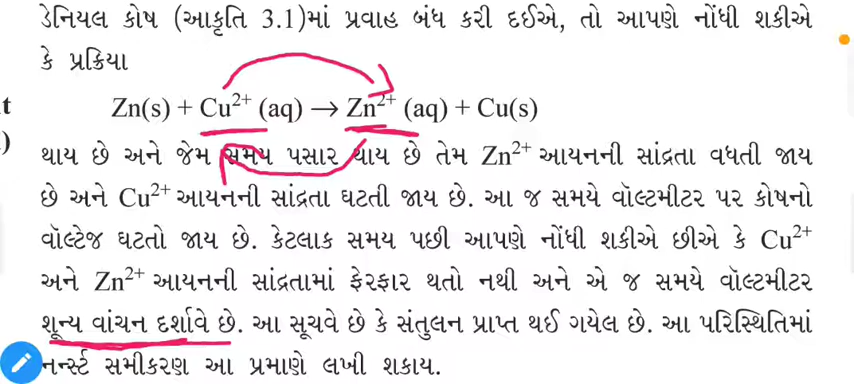 ડેનિયલ કોષ (આકૃતિ 3.1)માં પ્રવાહ બંધ કરી દઈએ, તો આપણે નોંધી શકીએ
કે પ્રક્રિયા
t
Zn(s) + Cu²⁺ (aq) → Zn²⁺ (aq) + Cu(s)
)
થાય છે અને જેમ સમય પસાર થાય છે તેમ Zn²⁺ આયનની સાંદ્રતા વધતી જાય
છે અને Cu²⁺ આયનની સાંદ્રતા ઘટતી જાય છે. આ જ સમયે વૉલ્ટમીટર પર કોષનો
વૉલ્ટેજ ઘટતો જાય છે. કેટલાક સમય પછી આપણે નોંધી શકીએ છીએ કે Cu²⁺
અને Zn²⁺ આયનની સાંદ્રતામાં ફેરફાર થતો નથી અને એ જ સમયે વૉલ્ટમીટર
શૂન્ય વાંચન દર્શાવે છે. આ સૂચવે છે કે સંતુલન પ્રાપ્ત થઈ ગયેલ છે. આ પરિસ્થિતિમાં
નર્ન્સ્ટ સમીકરણ આ પ્રમાણે લખી શકાય.